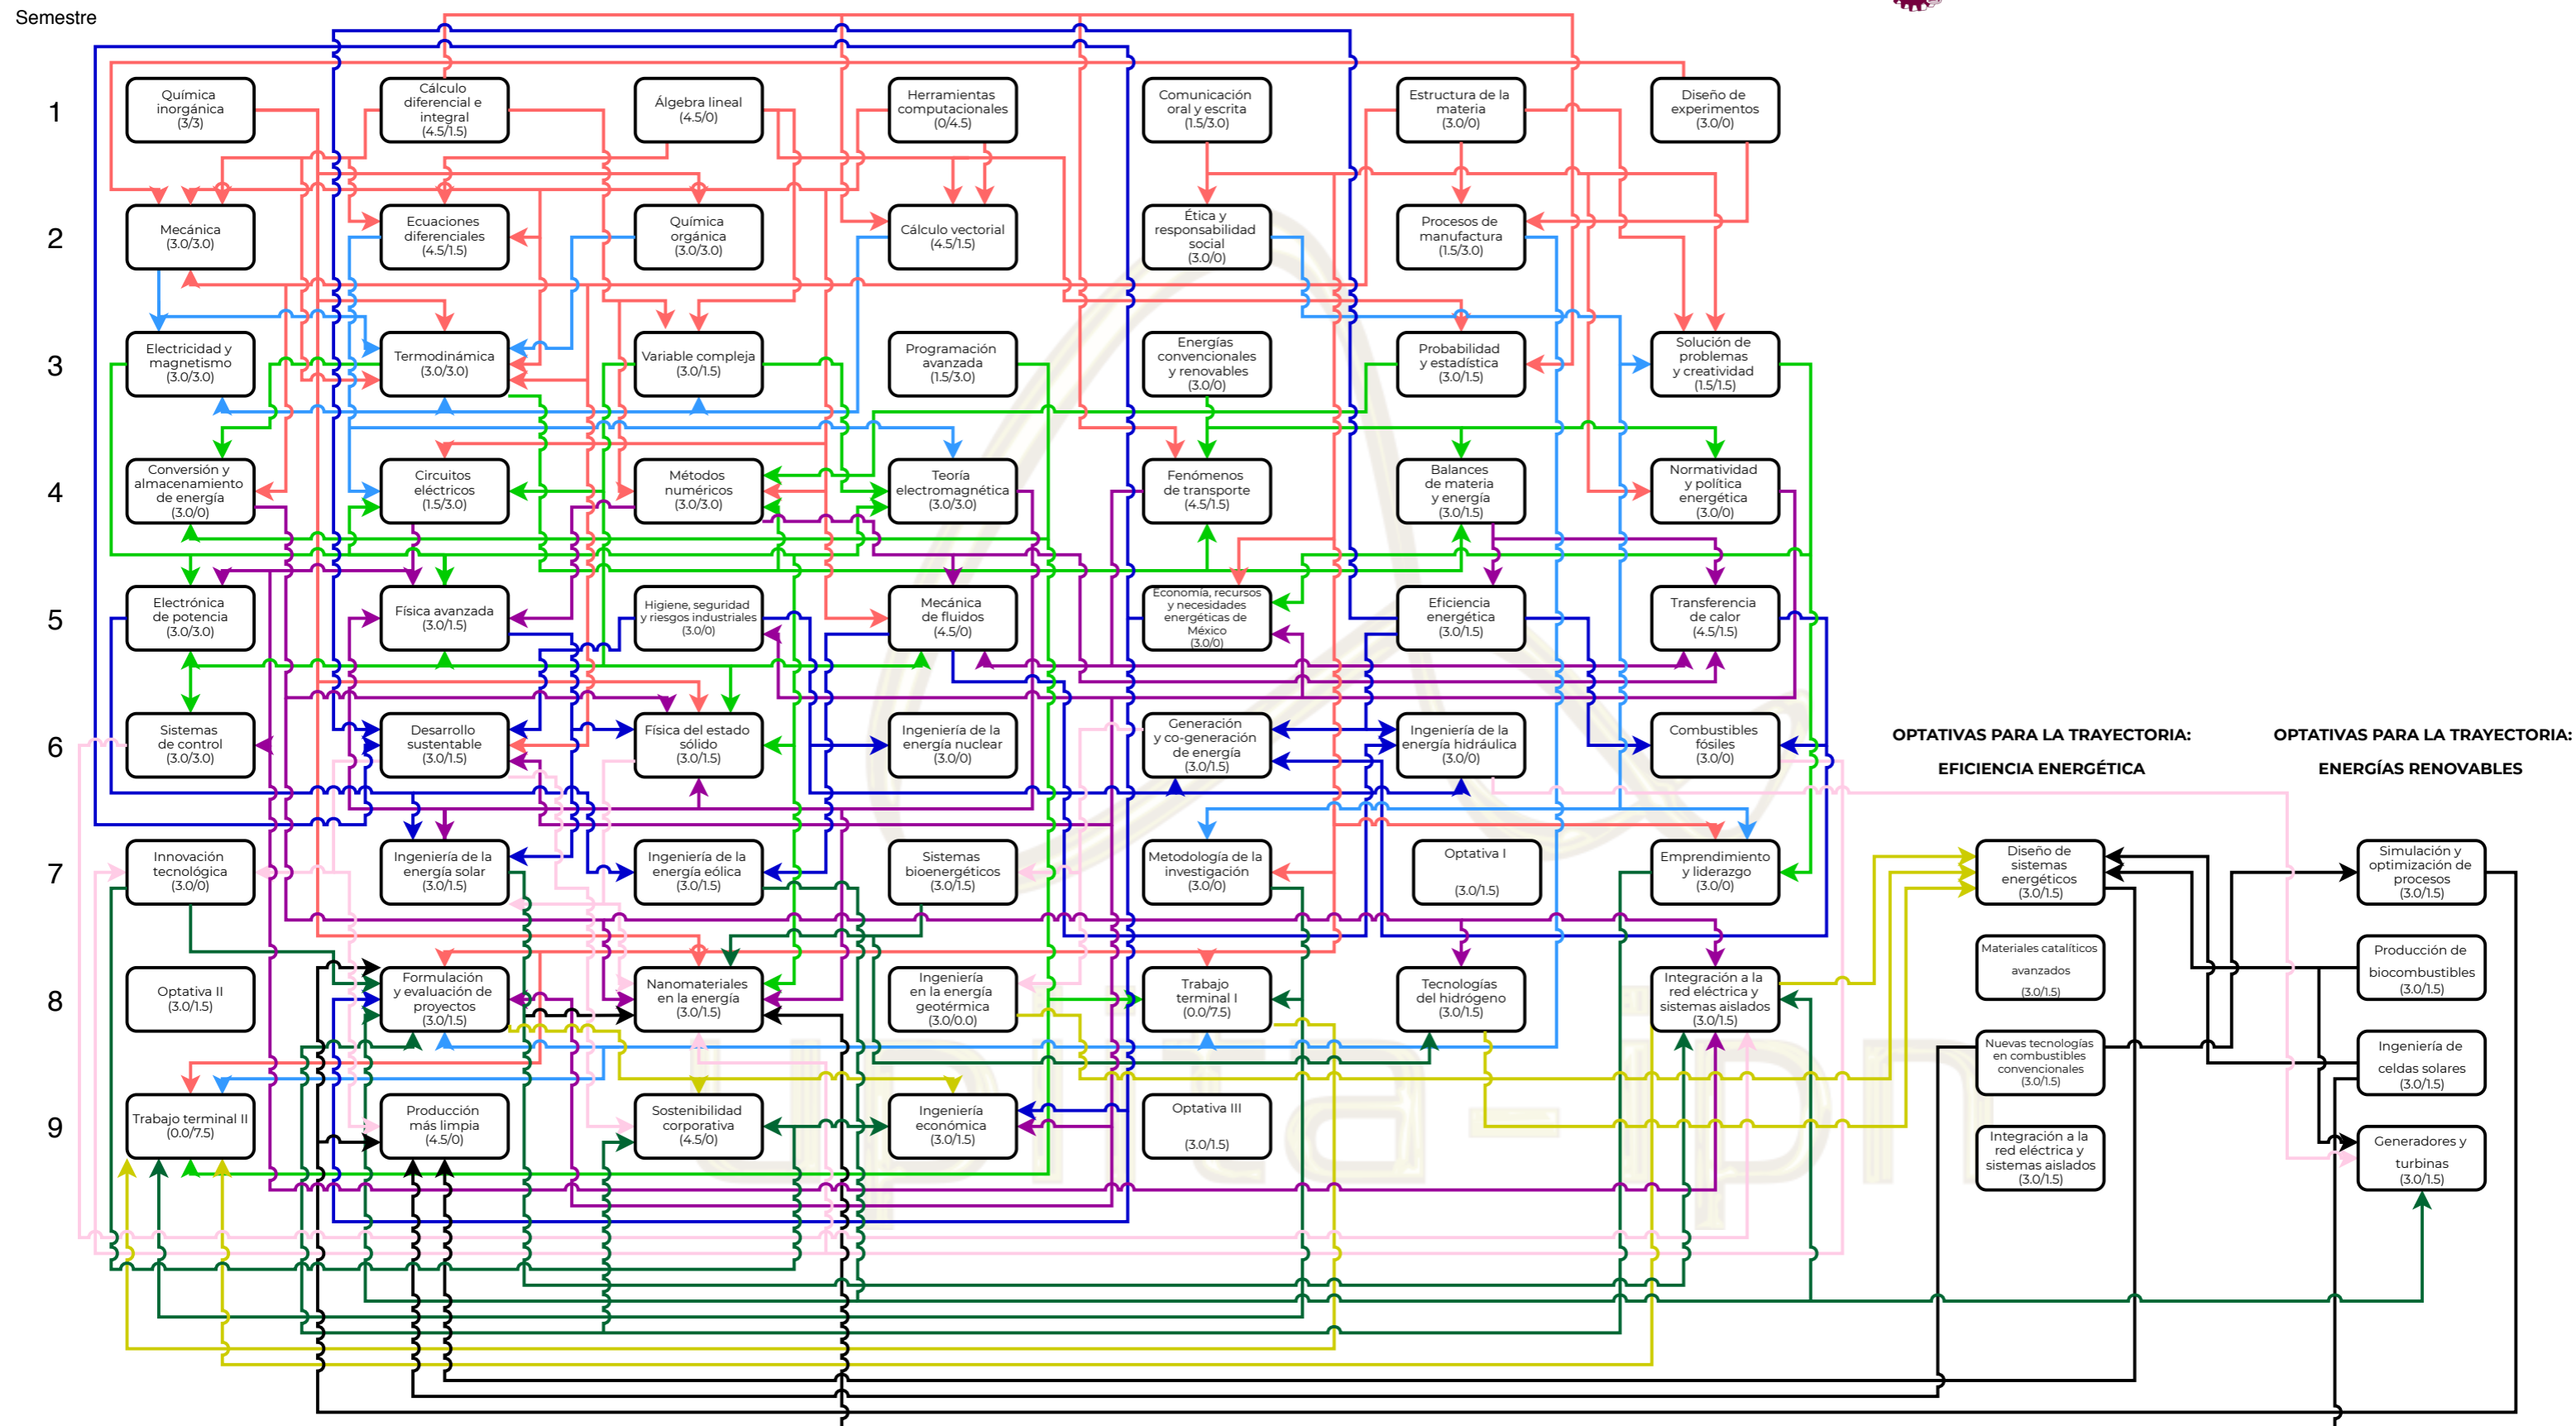 Semestre
1
Química
inorgánica
(3/3)
Cálculo
diferencial e
integral
(4.5/1.5)
Álgebra lineal
(4.5/0)
Herramientas
computacionales
(0/4.5)
Comunicación
oral y escrita
(1.5/3.0)
Estructura de la
materia
(3.0/0)
Diseño de
experimentos
(3.0/0)
2
Mecánica
(3.0/3.0)
Ecuaciones
diferenciales
(4.5/1.5)
Química
orgánica
(3.0/3.0)
Cálculo vectorial
(4.5/1.5)
Ética y
responsabilidad
social
(3.0/0)
Procesos de
manufactura
(1.5/3.0)
3
Electricidad y
magnetismo
(3.0/3.0)
Termodinámica
(3.0/3.0)
Variable compleja
(3.0/1.5)
Programación
avanzada
(1.5/3.0)
Energías
convencionales
y renovables
(3.0/0)
Probabilidad
y estadística
(3.0/1.5)
Solución de
problemas
y creatividad
(1.5/1.5)
4
Conversión y
almacenamiento
de energía
(3.0/0)
Circuitos
eléctricos
(1.5/3.0)
Métodos
numéricos
(3.0/3.0)
Teoría
electromagnética
(3.0/3.0)
Fenómenos
de transporte
(4.5/1.5)
Balances
de materia
y energía
(3.0/1.5)
Normatividad
y política
energética
(3.0/0)
5
Electrónica
de potencia
(3.0/3.0)
Física avanzada
(3.0/1.5)
Higiene, seguridad
y riesgos industriales
(3.0/0)
Mecánica
de fluidos
(4.5/0)
Economía, recursos
y necesidades
energéticas de
México
(3.0/0)
Eficiencia
energética
(3.0/1.5)
Transferencia
de calor
(4.5/1.5)
6
Sistemas
de control
(3.0/3.0)
Desarrollo
sustentable
(3.0/1.5)
Física del estado
sólido
(3.0/1.5)
Ingeniería de la
energía nuclear
(3.0/0)
Generación
y co-generación
de energía
(3.0/1.5)
Ingeniería de la
energía hidráulica
(3.0/0)
Combustibles
fósiles
(3.0/0)
OPTATIVAS PARA LA TRAYECTORIA:
EFICIENCIA ENERGÉTICA
OPTATIVAS PARA LA TRAYECTORIA:
ENERGÍAS RENOVABLES
7
Innovación
tecnológica
(3.0/0)
Ingeniería de la
energía solar
(3.0/1.5)
Ingeniería de la
energía eólica
(3.0/1.5)
Sistemas
bioenergéticos
(3.0/1.5)
Metodología de la
investigación
(3.0/0)
Optativa I
(3.0/1.5)
Emprendimiento
y liderazgo
(3.0/0)
Diseño de
sistemas
energéticos
(3.0/1.5)
Simulación y
optimización de
procesos
(3.0/1.5)
Materiales catalíticos
avanzados
(3.0/1.5)
Producción de
biocombustibles
(3.0/1.5)
8
Optativa II
(3.0/1.5)
Formulación
y evaluación de
proyectos
(3.0/1.5)
Nanomateriales
en la energía
(3.0/1.5)
Ingeniería
en la energía
geotérmica
(3.0/0.0)
Trabajo
terminal I
(0.0/7.5)
Tecnologías
del hidrógeno
(3.0/1.5)
Integración a la
red eléctrica y
sistemas aislados
(3.0/1.5)
Nuevas tecnologías
en combustibles
convencionales
(3.0/1.5)
Ingeniería de
celdas solares
(3.0/1.5)
9
Trabajo terminal II
(0.0/7.5)
Producción
más limpia
(4.5/0)
Sostenibilidad
corporativa
(4.5/0)
Ingeniería
económica
(3.0/1.5)
Optativa III
(3.0/1.5)
Integración a la
red eléctrica y
sistemas aislados
(3.0/1.5)
Generadores y
turbinas
(3.0/1.5)
upiita-ipn